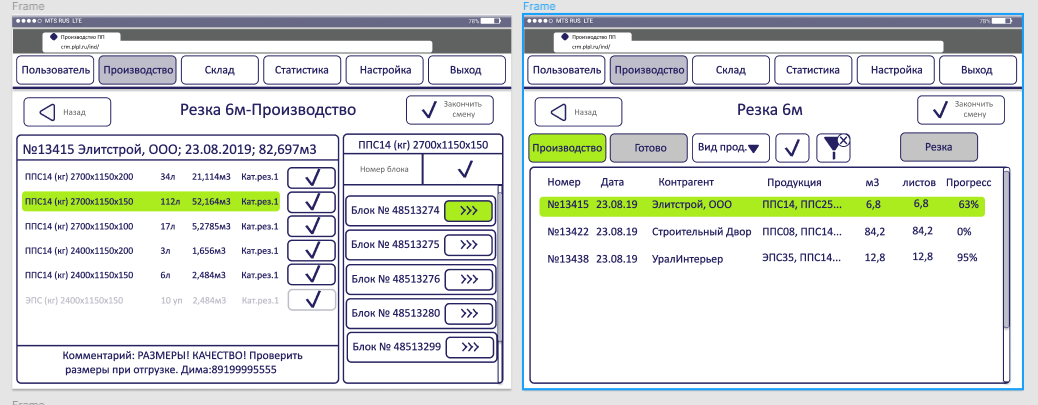 Frame
MTS RUS LTE
78%
Производство ПП
crm.plpl.ru/ind/
Пользователь Производство Склад Статистика Настройка Выход
Назад
Резка 6м-Производство
Закончить
смену
№13415 Элитстрой, ООО; 23.08.2019; 82,697м3
ППС14 (кг) 2700х1150х200 34л 21,114м3 Кат.рез.1
ППС14 (кг) 2700х1150х150 112л 52,164м3 Кат.рез.1
ППС14 (кг) 2700х1150х100 17л 5,2785м3 Кат.рез.1
ППС14 (кг) 2400х1150х200 3л 1,656м3 Кат.рез.1
ППС14 (кг) 2400х1150х150 6л 2,484м3 Кат.рез.1
ЭПС (кг) 2400х1150х150 10 уп 2,484м3 Кат.рез.1
Комментарий: РАЗМЕРЫ! КАЧЕСТВО! Проверить
размеры при отгрузке. Дима:89199995555
ППС14 (кг) 2700х1150х150
Номер блока
Блок № 48513274 >>>
Блок № 48513275 >>>
Блок № 48513276 >>>
Блок № 48513280 >>>
Блок № 48513299 >>>
Frame
Frame
MTS RUS LTE
78%
Производство ПП
crm.plpl.ru/ind/
Пользователь Производство Склад Статистика Настройка Выход
Назад
Резка 6м
Закончить
смену
Производство Готово Вид прод. Резка
Номер Дата Контрагент Продукция м3 листов Прогресс
№13415 23.08.19 Элитстрой, ООО ППС14, ППС25... 6,8 6,8 63%
№13422 23.08.19 Строительный Двор ППС08, ППС14... 84,2 84,2 0%
№13438 23.08.19 УралИнтерьер ЭПС35, ППС14... 12,8 12,8 95%